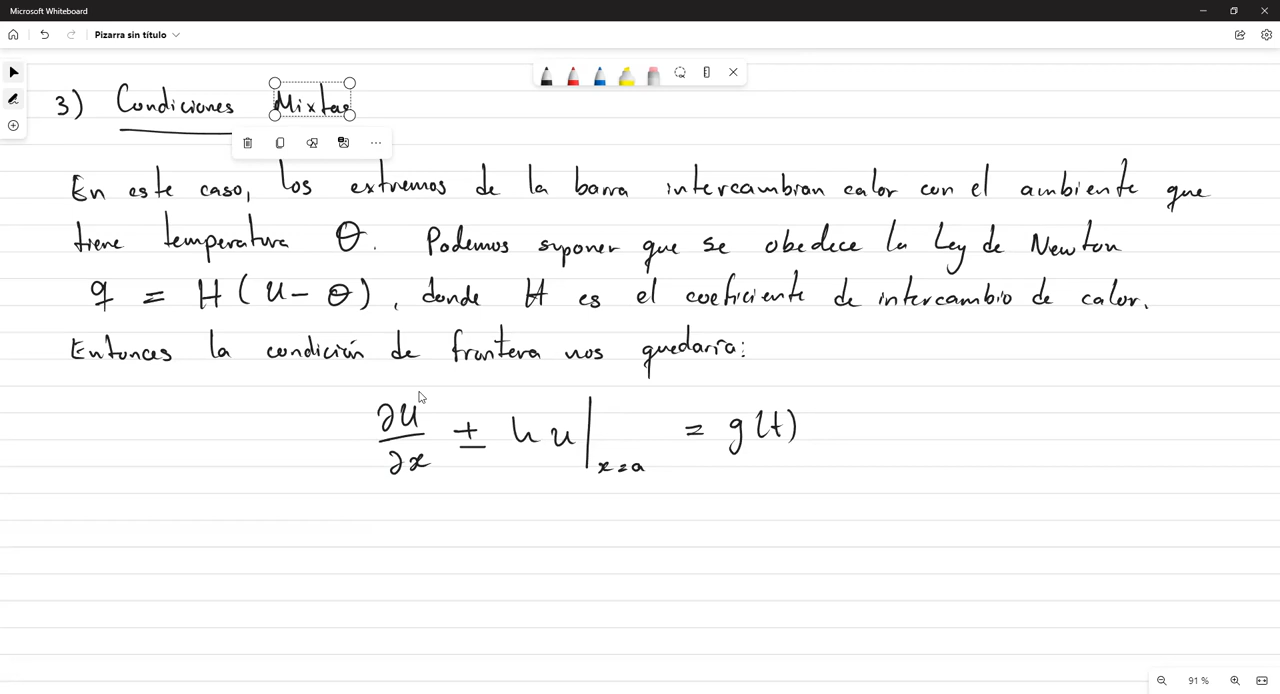 Microsoft Whiteboard
Pizarra sin título
3) Condiciones Mixtas
En este caso, los extremos de la barra intercambian calor con el ambiente que
tiene temperatura θ. Podemos suponer que se obedece la Ley de Newton
q = H(u - θ), donde H es el coeficiente de intercambio de calor.
Entonces la condición de frontera nos quedaría:
∂u/∂x ± hu|x=a = g(t)
91 %